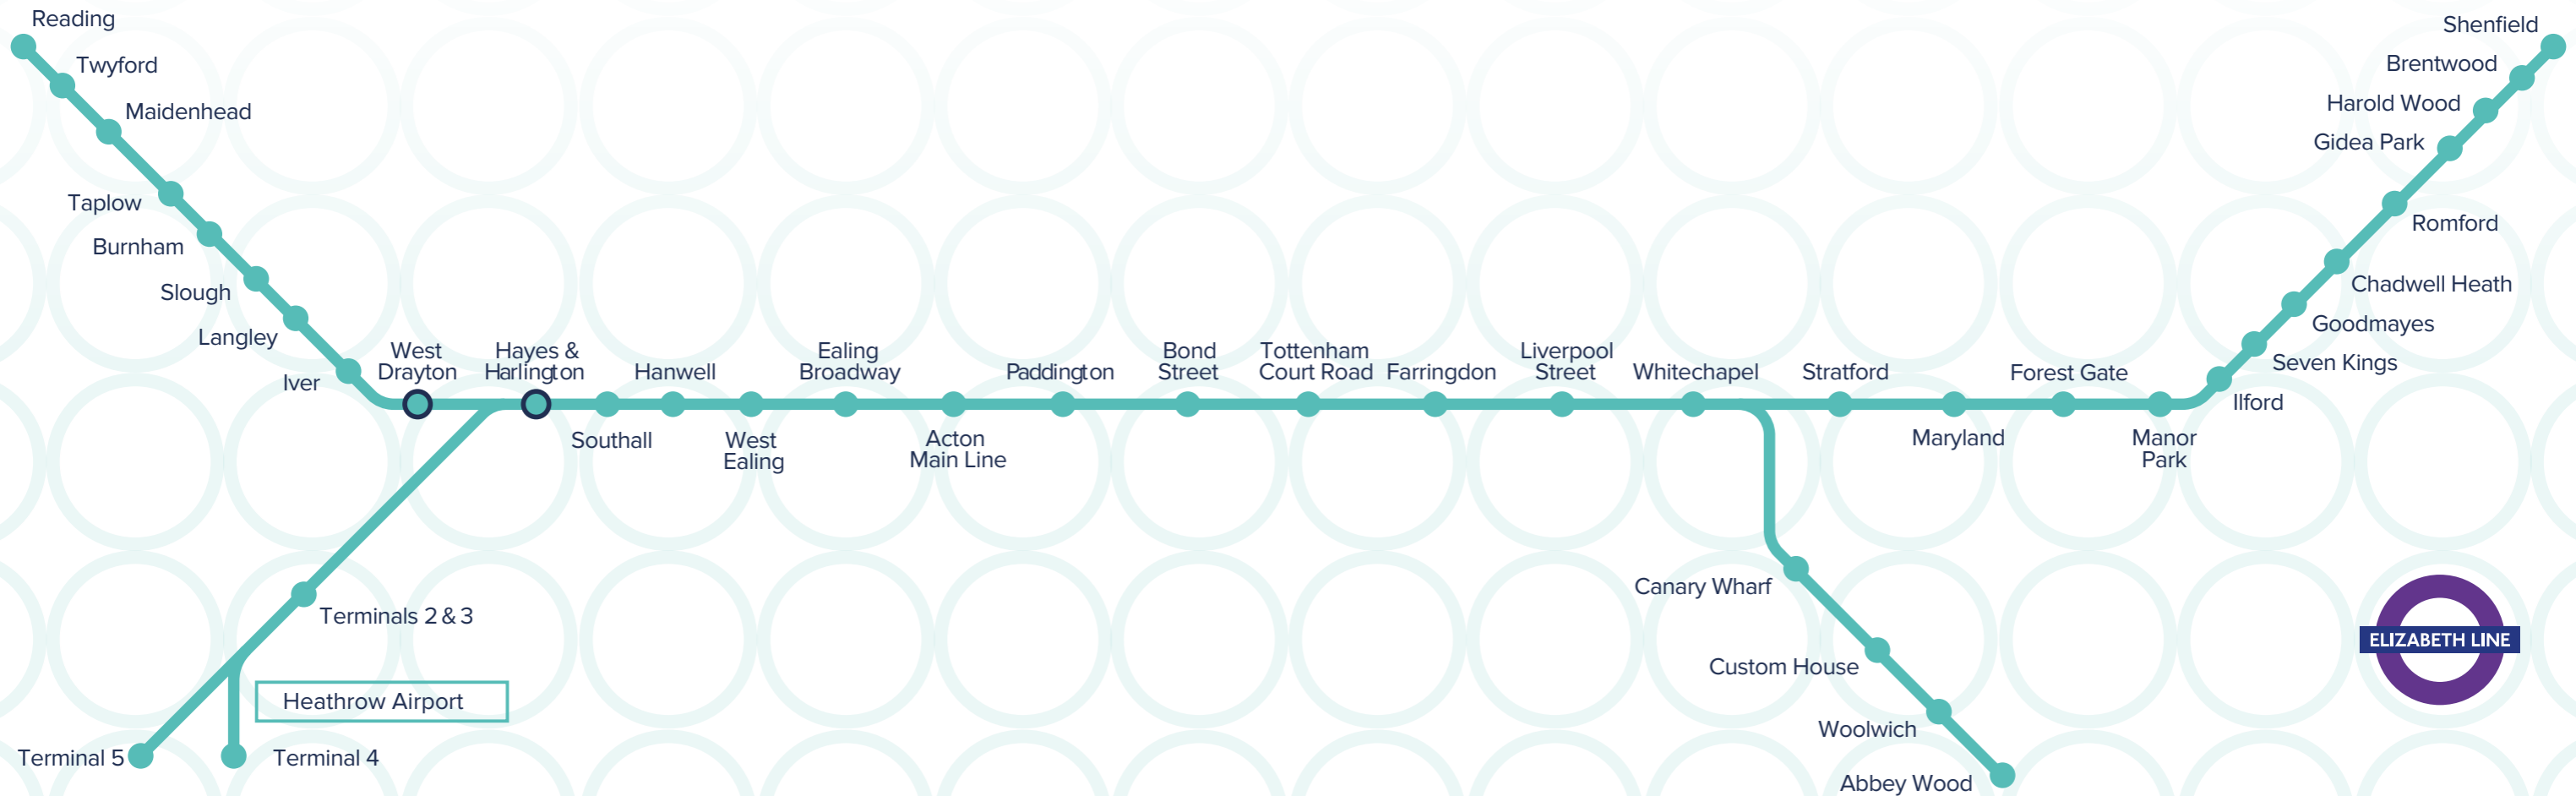 Reading
Twyford
Maidenhead
Taplow
Burnham
Slough
Langley
Iver
West
Drayton
Hayes &
Harlington
Southall
Hanwell
West
Ealing
Ealing
Broadway
Acton
Main Line
Paddington
Bond
Street
Tottenham
Court Road
Farringdon
Liverpool
Street
Whitechapel
Stratford
Maryland
Forest Gate
Manor
Park
Ilford
Seven Kings
Goodmayes
Chadwell Heath
Romford
Gidea Park
Harold Wood
Brentwood
Shenfield
Terminals 2 & 3
Heathrow Airport
Terminal 5
Terminal 4
Canary Wharf
Custom House
Woolwich
Abbey Wood
ELIZABETH LINE